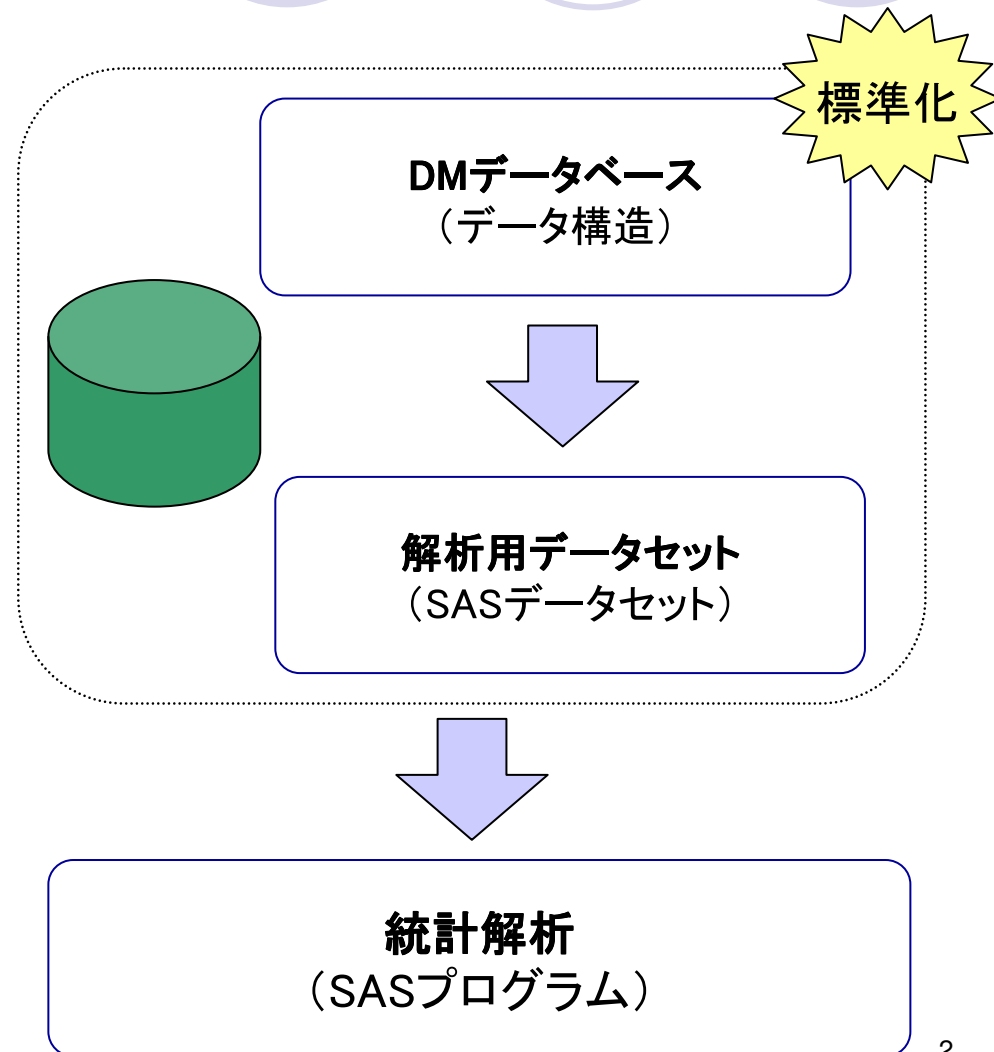 標準化
DMデータベース
（データ構造）
解析用データセット
（SASデータセット）
統計解析
（SASプログラム）